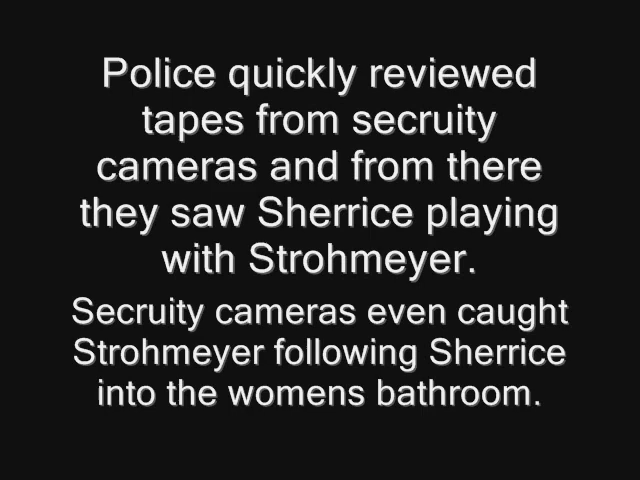 Police quickly reviewed
tapes from secruity
cameras and from there
they saw Sherrice playing
with Strohmeyer.
Secruity cameras even caught
Strohmeyer following Sherrice
into the womens bathroom.